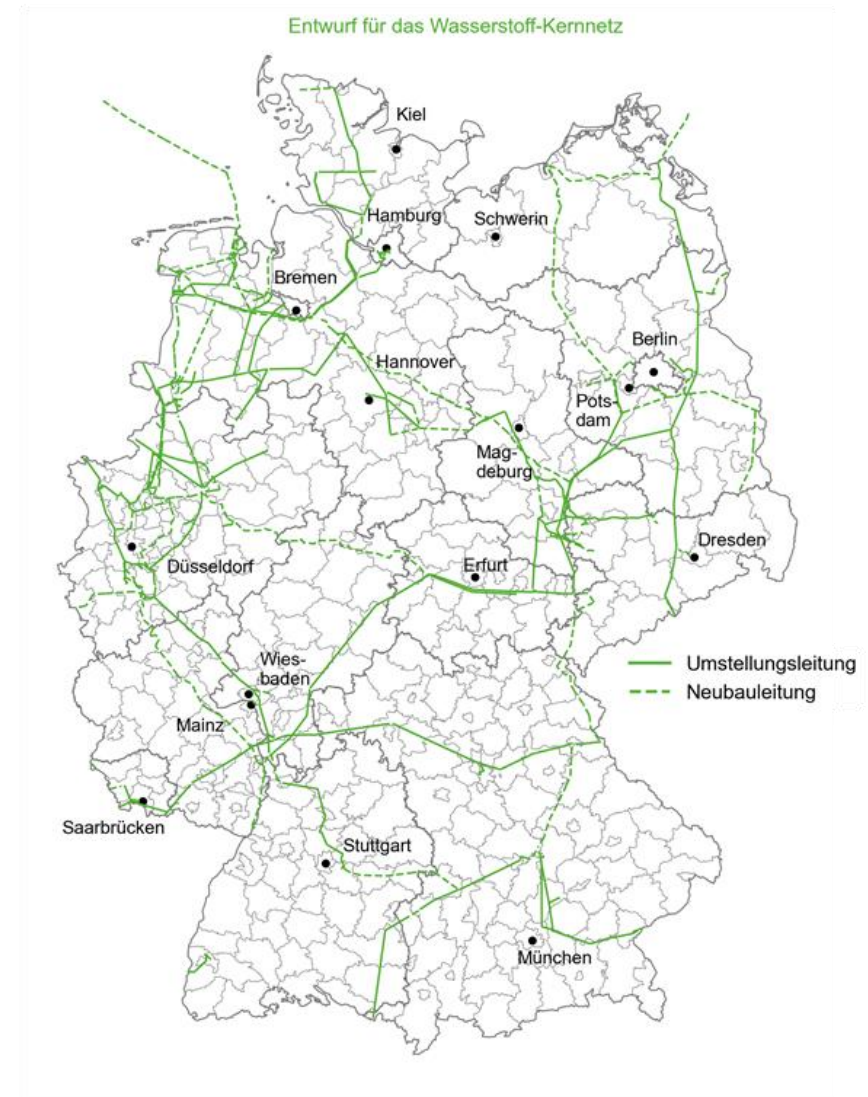 Entwurf für das Wasserstoff-Kernnetz
Kiel
Hamburg
Schwerin
Bremen
Berlin
Hannover
Pots-
dam
Mag-
deburg
Dresden
Düsseldorf
Erfurt
Wies-
baden
Umstellungsleitung
Neubauleitung
Mainz
Saarbrücken
Stuttgart
München